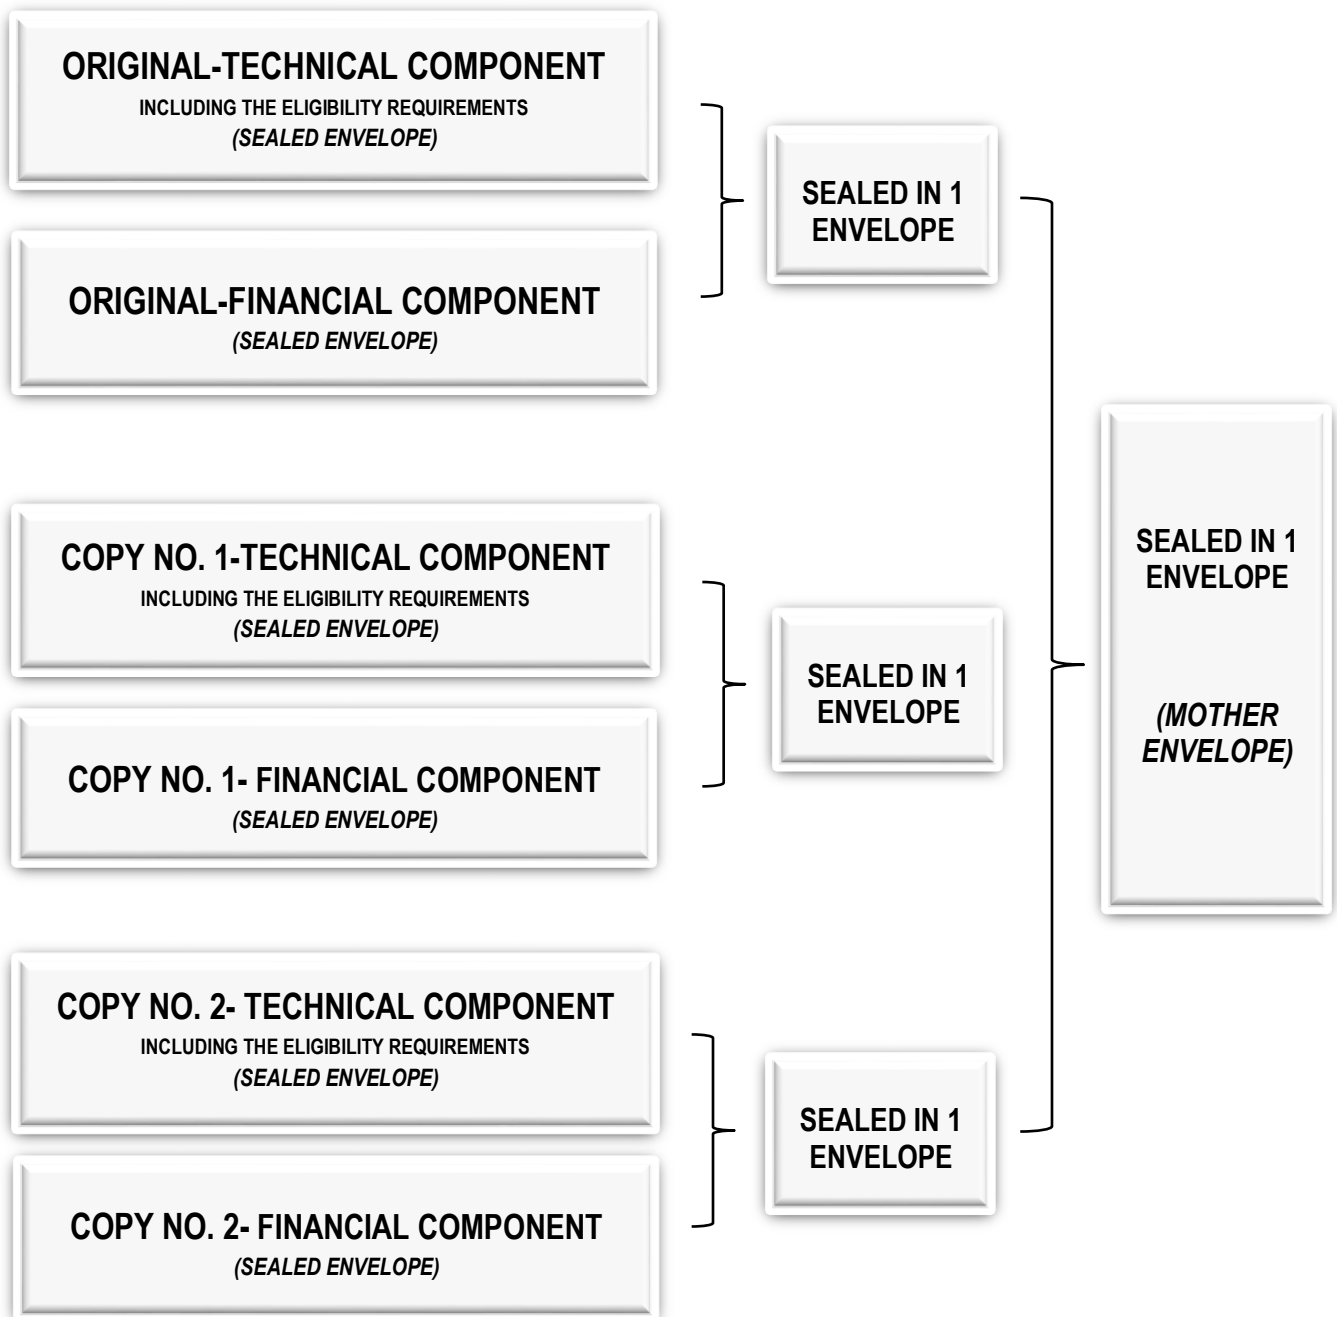 ORIGINAL-TECHNICAL COMPONENT
INCLUDING THE ELIGIBILITY REQUIREMENTS
(SEALED ENVELOPE)
ORIGINAL-FINANCIAL COMPONENT
(SEALED ENVELOPE)
SEALED IN 1
ENVELOPE
COPY NO. 1-TECHNICAL COMPONENT
INCLUDING THE ELIGIBILITY REQUIREMENTS
(SEALED ENVELOPE)
COPY NO. 1- FINANCIAL COMPONENT
(SEALED ENVELOPE)
SEALED IN 1
ENVELOPE
COPY NO. 2- TECHNICAL COMPONENT
INCLUDING THE ELIGIBILITY REQUIREMENTS
(SEALED ENVELOPE)
COPY NO. 2- FINANCIAL COMPONENT
(SEALED ENVELOPE)
SEALED IN 1
ENVELOPE
SEALED IN 1
ENVELOPE
(MOTHER
ENVELOPE)